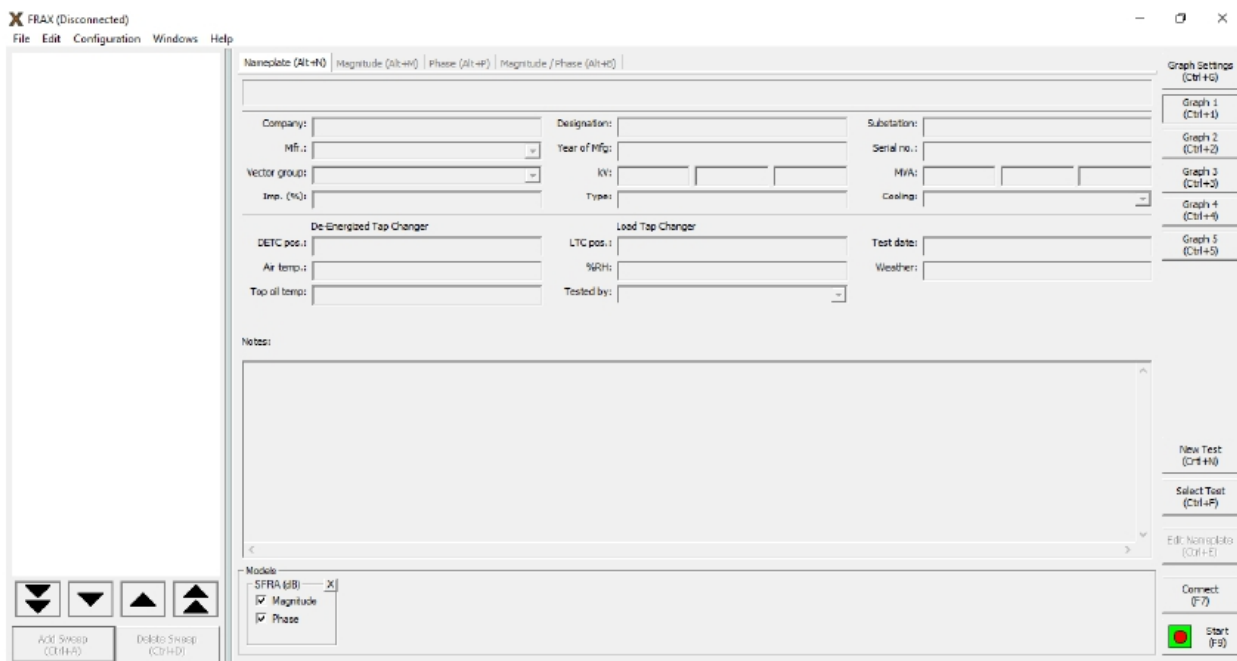 FRAX (Disconnected)
File Edit Configuration Windows Help
Nameplate (Alt+N) Magnitude (Alt+M) Phase (Alt+P) Magnitude / Phase (Alt+B)
Graph Settings
(Ctrl+G)
Graph 1
(Ctrl+1)
Graph 2
(Ctrl+2)
Graph 3
(Ctrl+3)
Graph 4
(Ctrl+4)
Graph 5
(Ctrl+5)
Company: Designation: Substation:
Mfr.: Year of Mfg: Serial no.:
Vector group: kV: MVA:
Imp. (%): Type: Cooling:
De-Energized Tap Changer Load Tap Changer
DETC pos.: LTC pos.: Test date:
Air temp.: %RH: Weather:
Top oil temp: Tested by:
Notes:
New Test
(Crtl+N)
Select Test
(Ctrl+F)
Edit Nameplate
(Ctrl+E)
Models
SFRA (dB) X
Magnitude
Phase
Connect
(F7)
Start
(F9)
Add Sweep
(Ctrl+A)
Delete Sweep
(Ctrl+D)